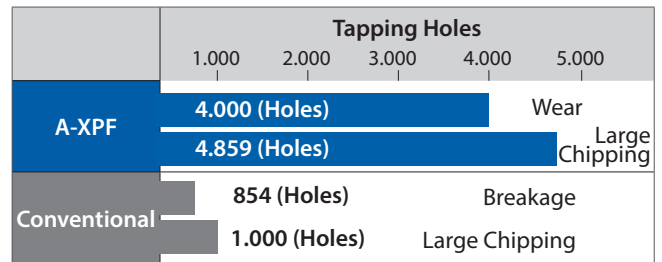 Tapping Holes
1.000 2.000 3.000 4.000 5.000
A-XPF
4.000 (Holes) Wear
4.859 (Holes) Large
Chipping
Conventional
854 (Holes) Breakage
1.000 (Holes) Large Chipping